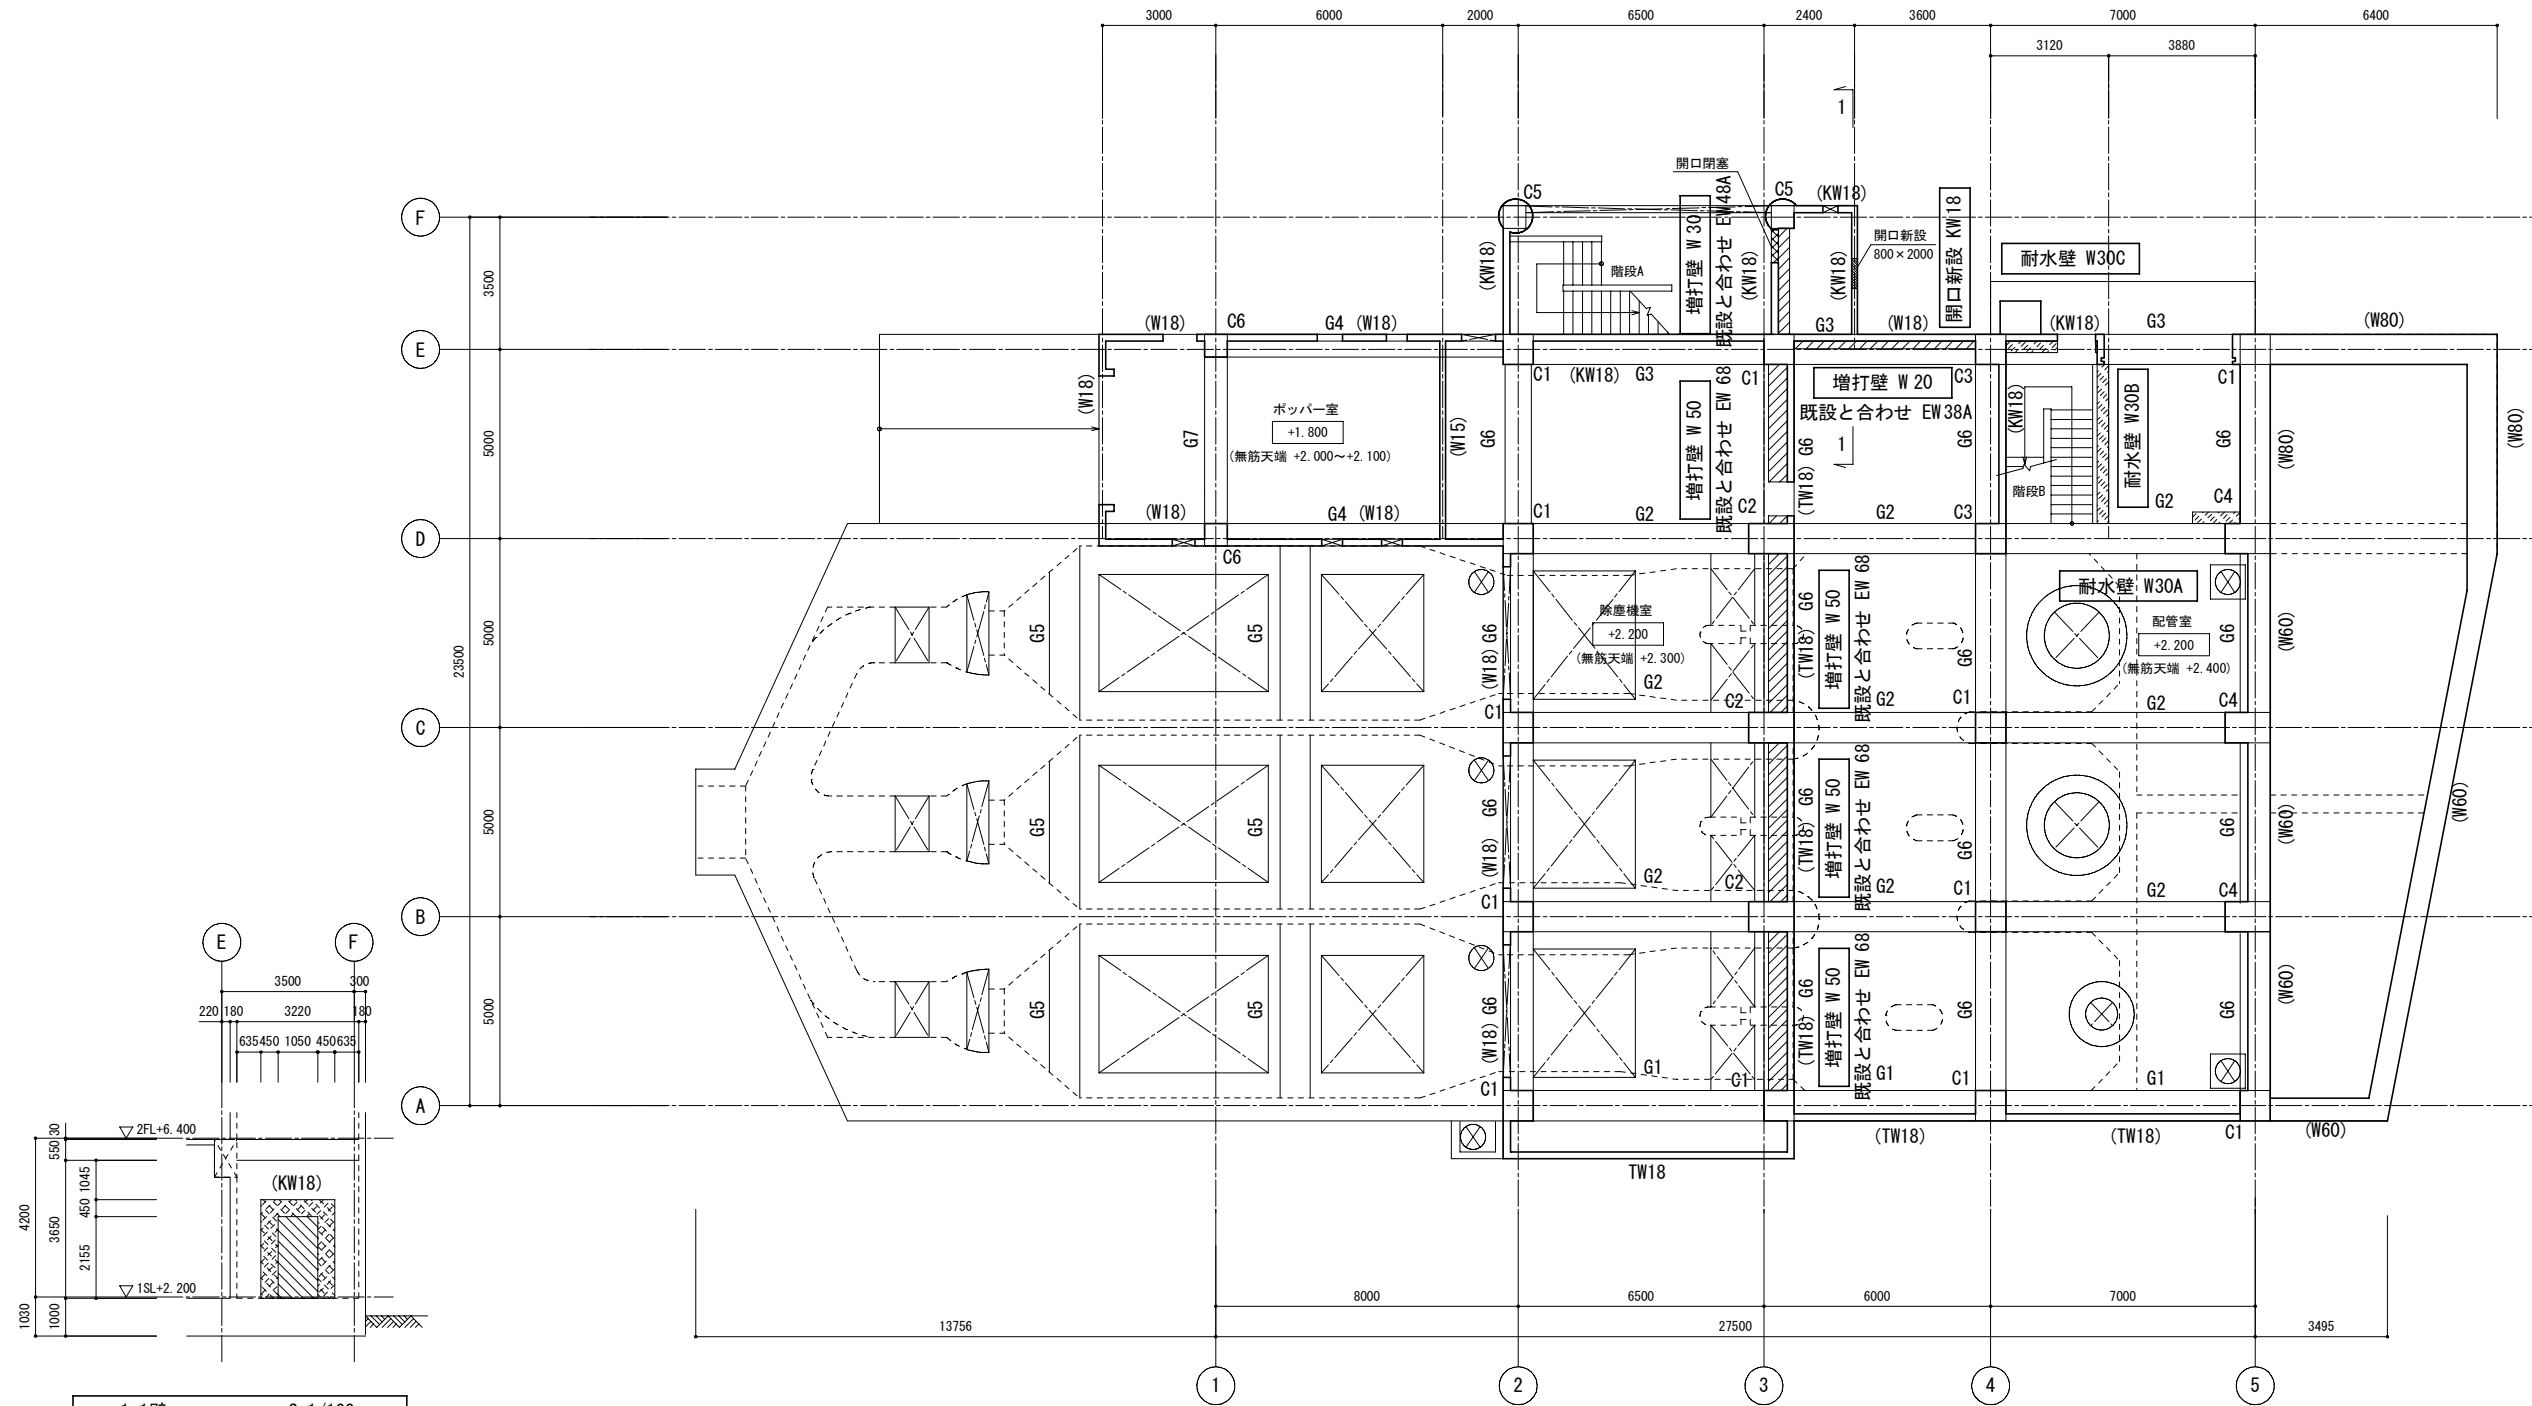 3000 6000 2000 6500 2400 3600 7000 6400
3120 3880
1
開口閉塞
C5 C5 (KW18)
F
増打壁 W 30
既設と合わせ EW 48A
開口新設 KW18
開口新設
800×2000
耐水壁 W30C
(KW18)
階段A
(KW18)
(KW18)
3500
(W18) C6 G4 (W18) G3 (W18) (KW18) G3 (W80)
E
C1 (KW18) G3 C1 C3 C1
増打壁 W 20
既設と合わせ EW 38A
(W18)
ポッパー室
+1.800
(無筋天端 +2.000～+2.100)
G7
(W15)
G6
増打壁 W 50
既設と合わせ EW 68
(TW18) G6
1
G6
(KW18)
階段B
耐水壁 W30B
G6
(W80)
(W80)
5000
(W18) G4 (W18) C1 G2 C2 G2 C3 G2 C4
D
C6
5000
23500
G5 G5
(W18) G6
除塵機室
+2.200
(無筋天端 +2.300)
G2 C2
(TW18)
G6
増打壁 W 50
既設と合わせ EW 68
G6
耐水壁 W30A
配管室
+2.200
(無筋天端 +2.400)
G6
(W60)
C1 G2 C1 G2 C4
C
5000
G5 G5
(W18) G6
G2 C2
(TW18)
G6
増打壁 W 50
既設と合わせ EW 68
G6
G6
(W60)
(W60)
C1 G2 C1 G2 C4
B
5000
G5 G5
(W18) G6
G1 C1
(TW18)
G6
増打壁 W 50
既設と合わせ EW 68
G6
G6
(W60)
C1 G1 C1 G1
A
(TW18) (TW18) C1 (W60)
TW18
8000 6500 6000 7000
13756 27500 3495
1 2 3 4 5
E F
3500 300
220 180 3220 180
635 450 1050 450 635
2FL+6.400
30
550
1045
450
2155
3650
4200
(KW18)
1SL+2.200
1000
1030